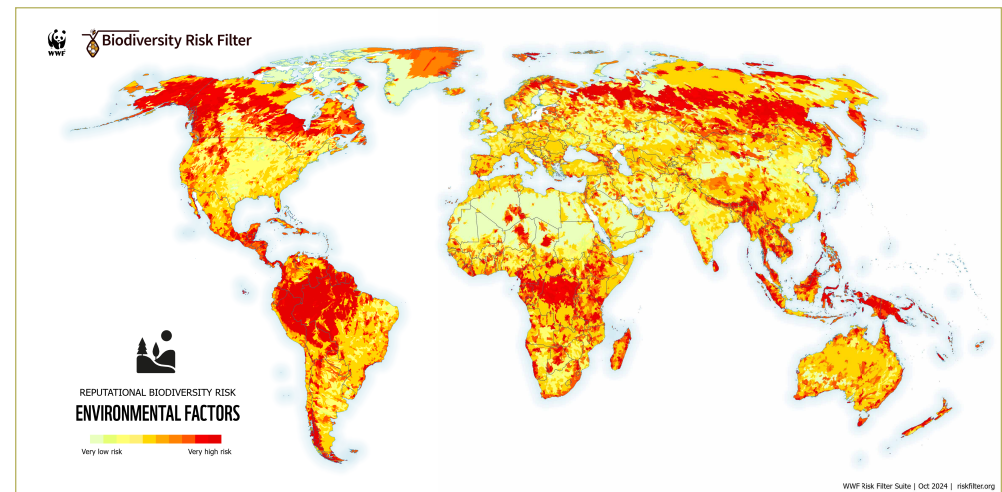 WWF
Biodiversity Risk Filter
REPUTATIONAL BIODIVERSITY RISK
ENVIRONMENTAL FACTORS
Very low risk
Very high risk
WWF Risk Filter Suite | Oct 2024 | riskfilter.org